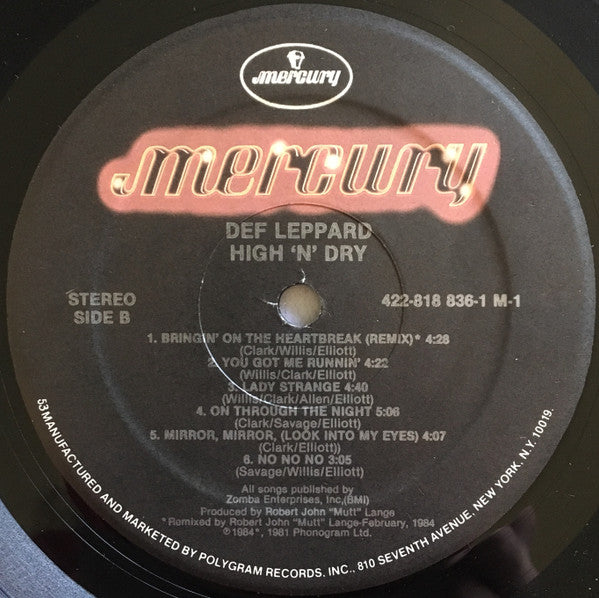 mercury
mercury
DEF LEPPARD
HIGH 'N' DRY
STEREO
SIDE B
422-818 836-1 M-1
1. BRINGIN' ON THE HEARTBREAK (REMIX)* 4:28
(Clark/Willis/Elliott)
2. YOU GOT ME RUNNIN' 4:22
(Willis/Clark/Elliott)
3. LADY STRANGE 4:40
(Willis/Clark/Allen/Elliott)
4. ON THROUGH THE NIGHT 5:06
(Clark/Savage/Elliott)
5. MIRROR, MIRROR, (LOOK INTO MY EYES) 4:07
(Clark/Elliott))
6. NO NO NO 3:05
(Savage/Willis/Elliott)
All songs published by
Zomba Enterprises, Inc,(BMI)
Produced by Robert John "Mutt" Lange
*Remixed by Robert John "Mutt" Lange-February, 1984
℗1984*, 1981 Phonogram Ltd.
53 MANUFACTURED AND MARKETED BY POLYGRAM RECORDS. INC., 810 SEVENTH AVENUE. NEW YORK. N.Y. 10019.